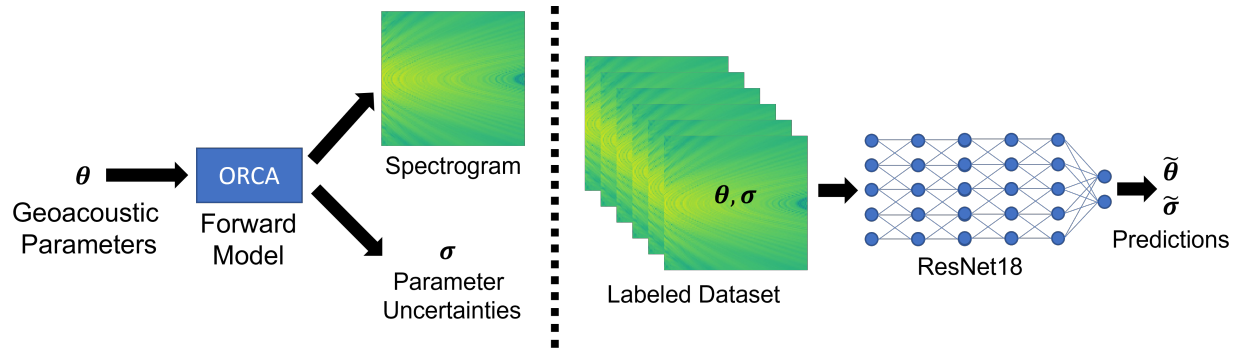 θ
Geoacoustic
Parameters
ORCA
Forward
Model
Spectrogram
σ
Parameter
Uncertainties
θ, σ
Labeled Dataset
ResNet18
θ̃
σ̃
Predictions